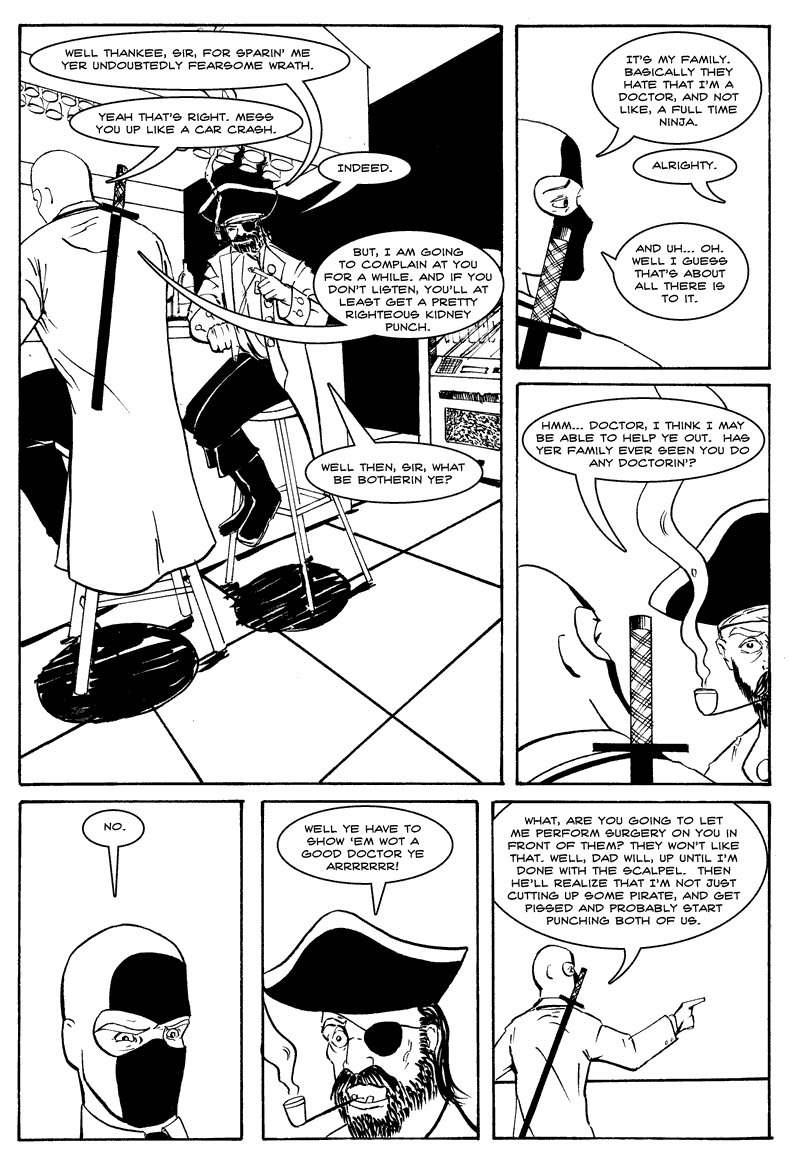 WELL THANKEE, SIR, FOR SPARIN' ME
YER UNDOUBTEDLY FEARSOME WRATH.
YEAH THAT'S RIGHT. MESS
YOU UP LIKE A CAR CRASH.
INDEED.
BUT, I AM GOING
TO COMPLAIN AT YOU
FOR A WHILE. AND IF YOU
DON'T LISTEN, YOU'LL AT
LEAST GET A PRETTY
RIGHTEOUS KIDNEY
PUNCH.
WELL THEN, SIR, WHAT
BE BOTHERIN YE?
IT'S MY FAMILY.
BASICALLY THEY
HATE THAT I'M A
DOCTOR, AND NOT
LIKE, A FULL TIME
NINJA.
ALRIGHTY.
AND UH... OH.
WELL I GUESS
THAT'S ABOUT
ALL THERE IS
TO IT.
HMM... DOCTOR, I THINK I MAY
BE ABLE TO HELP YE OUT. HAS
YER FAMILY EVER SEEN YOU DO
ANY DOCTORIN'?
NO.
WELL YE HAVE TO
SHOW 'EM WOT A
GOOD DOCTOR YE
ARRRRRRR!
WHAT, ARE YOU GOING TO LET
ME PERFORM SURGERY ON YOU IN
FRONT OF THEM? THEY WON'T LIKE
THAT. WELL, DAD WILL, UP UNTIL I'M
DONE WITH THE SCALPEL. THEN
HE'LL REALIZE THAT I'M NOT JUST
CUTTING UP SOME PIRATE, AND GET
PISSED AND PROBABLY START
PUNCHING BOTH OF US.